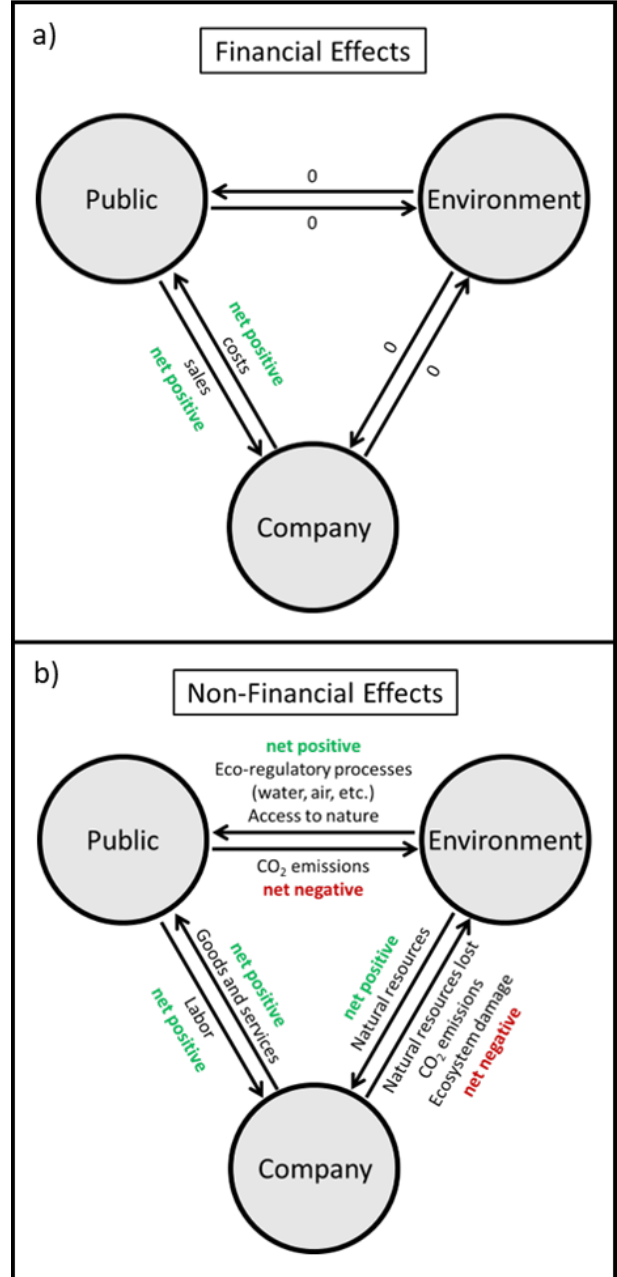 a)
Financial Effects
Public
Environment
0
0
net positive
costs
sales
net positive
0
0
Company
b)
Non-Financial Effects
net positive
Eco-regulatory processes
(water, air, etc.)
Access to nature
Public
Environment
CO₂ emissions
net negative
net positive
Goods and services
Labor
net positive
net positive
Natural resources
Natural resources lost
CO₂ emissions
Ecosystem damage
net negative
Company